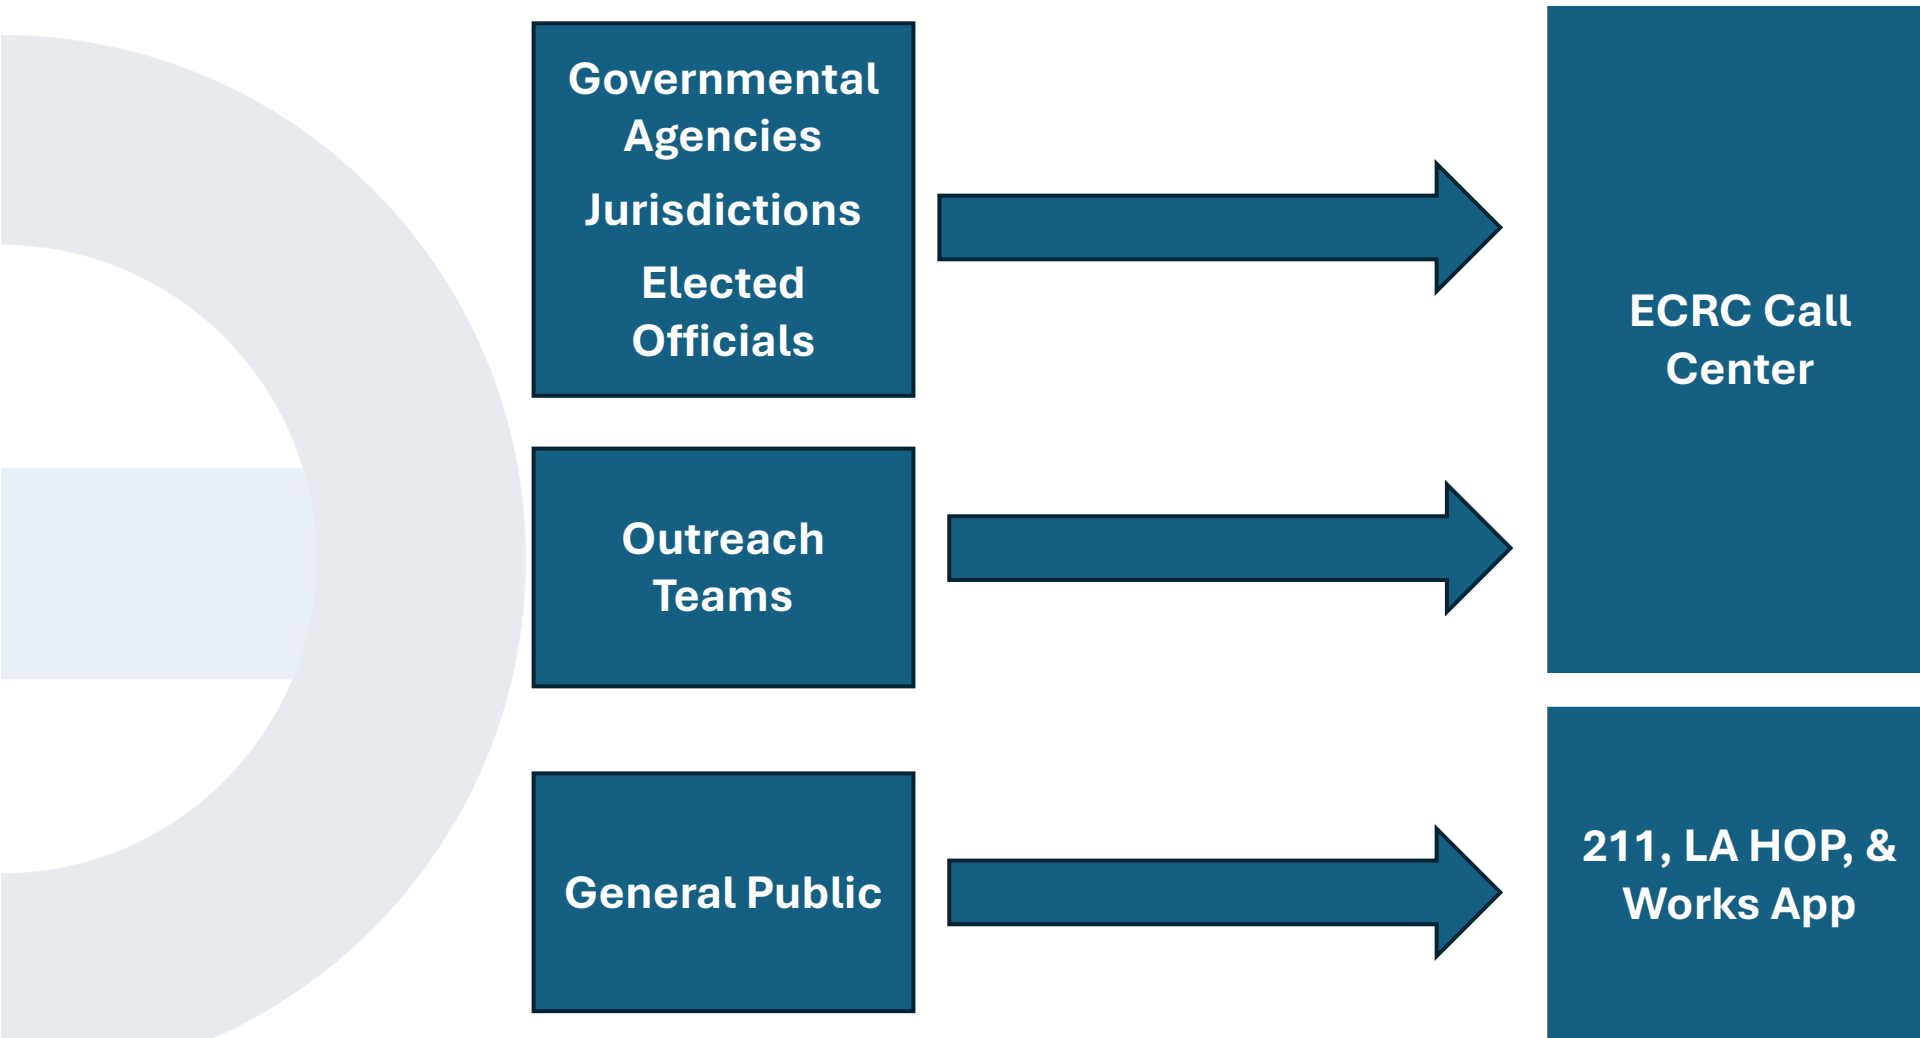 Governmental
Agencies
Jurisdictions
Elected
Officials
ECRC Call
Center
Outreach
Teams
General Public
211, LA HOP, &
Works App